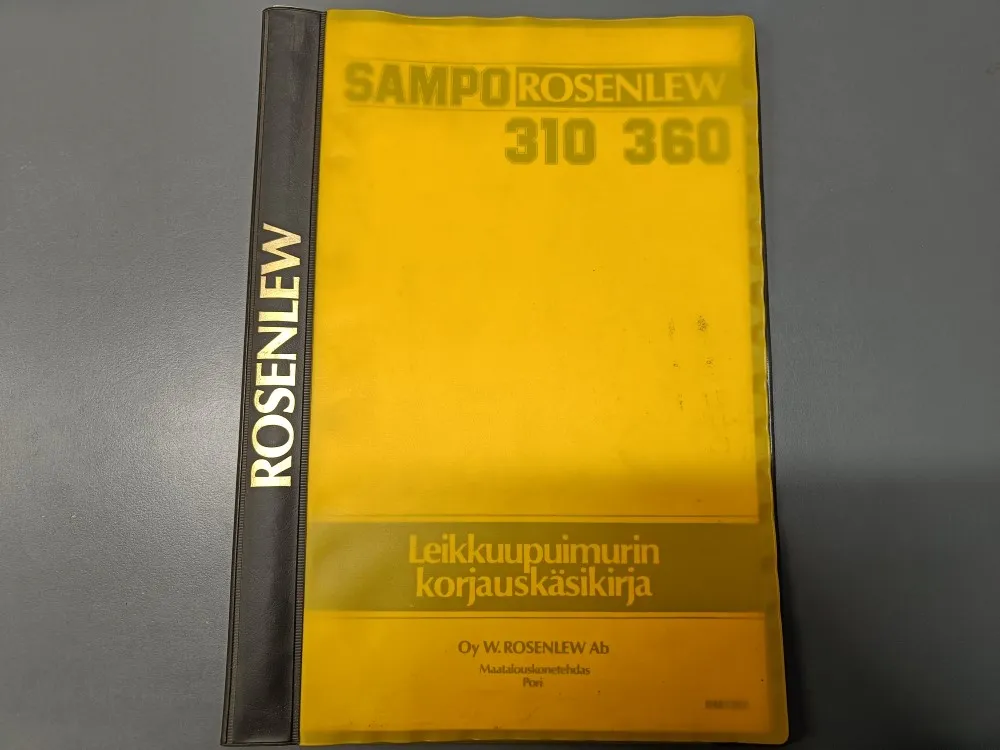 SAMPO ROSENLEW
310 360
ROSENLEW
Leikkuupuimurin
korjauskäsikirja
Oy W. ROSENLEW Ab
Maatalouskonetehdas
Pori